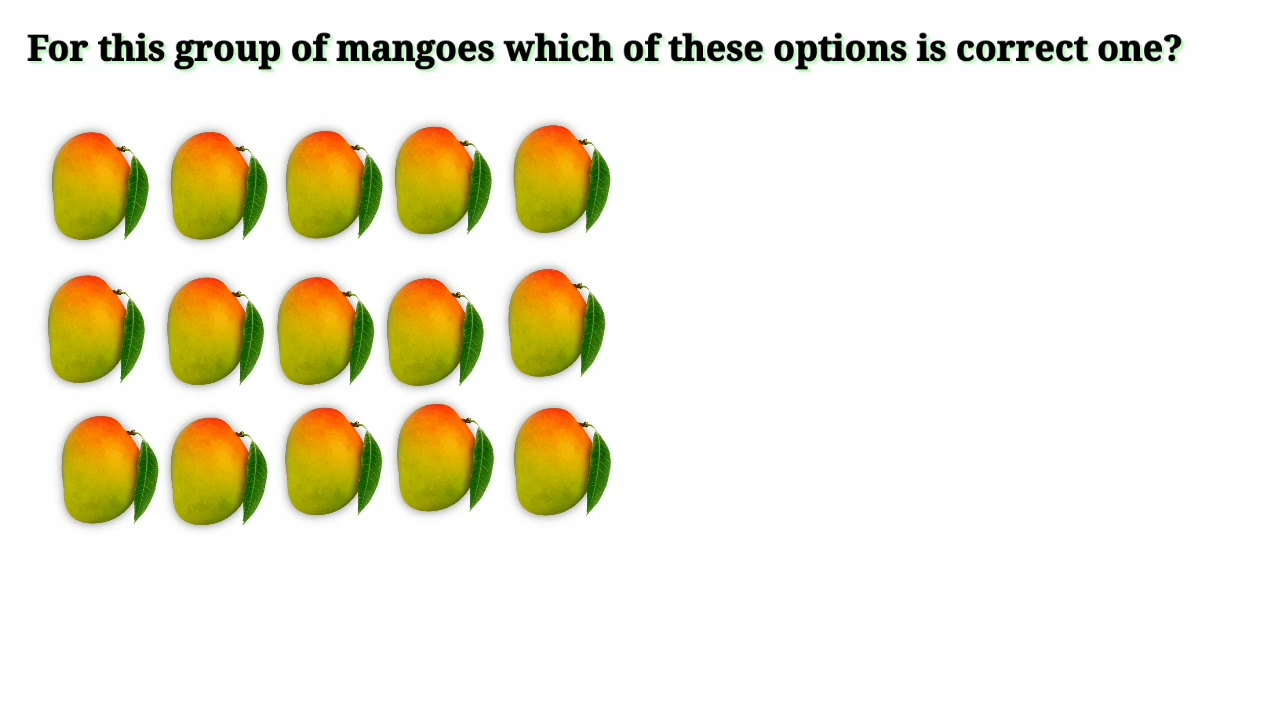 For this group of mangoes which of these options is correct one?